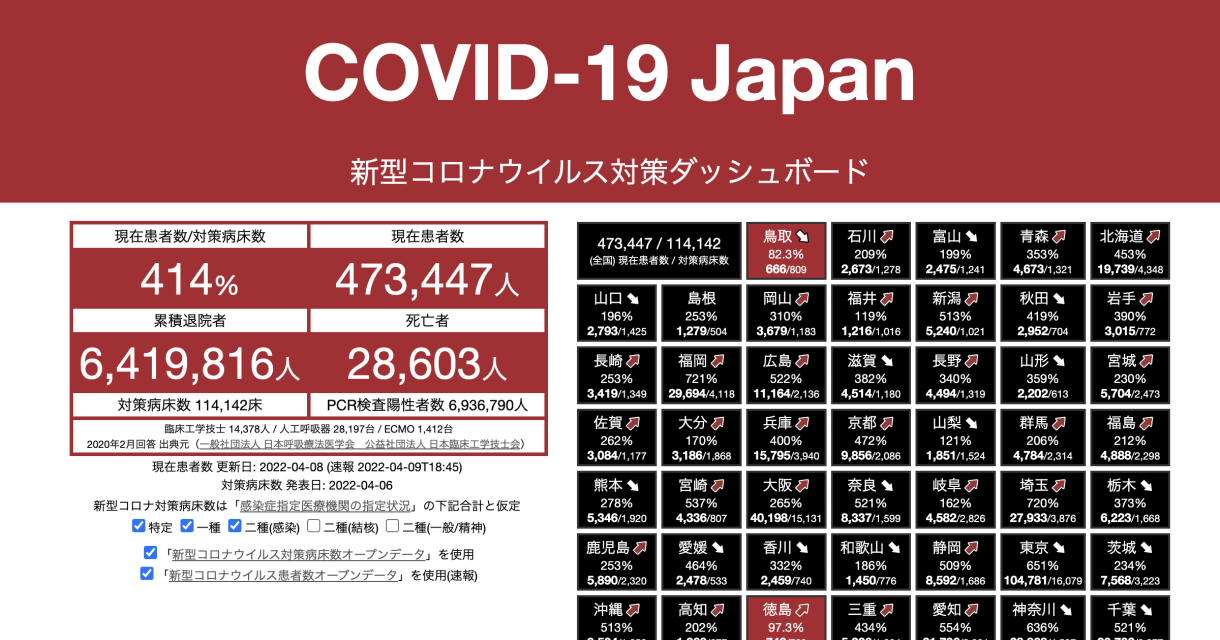 COVID-19 Japan
新型コロナウイルス対策ダッシュボード
現在患者数/対策病床数
現在患者数
414%
473,447人
累積退院者
死亡者
6,419,816人
28,603人
対策病床数 114,142床
PCR検査陽性者数 6,936,790人
臨床工学技士 14,378人 / 人工呼吸器 28,197台 / ECMO 1,412台
2020年2月回答 出典元（一般社団法人 日本呼吸療法医学会　公益社団法人 日本臨床工学技士会）
現在患者数 更新日: 2022-04-08 (速報 2022-04-09T18:45)
対策病床数 発表日: 2022-04-06
新型コロナ対策病床数は「感染症指定医療機関の指定状況」の下記合計と仮定
特定 一種 二種(感染) 二種(結核) 二種(一般/精神)
「新型コロナウイルス対策病床数オープンデータ」を使用
「新型コロナウイルス患者数オープンデータ」を使用(速報)
473,447 / 114,142
(全国) 現在患者数 / 対策病床数
鳥取
82.3%
666/809
石川
209%
2,673/1,278
富山
199%
2,475/1,241
青森
353%
4,673/1,321
北海道
453%
19,739/4,348
山口
196%
2,793/1,425
島根
253%
1,279/504
岡山
310%
3,679/1,183
福井
119%
1,216/1,016
新潟
513%
5,240/1,021
秋田
419%
2,952/704
岩手
390%
3,015/772
長崎
253%
3,419/1,349
福岡
721%
29,694/4,118
広島
522%
11,164/2,136
滋賀
382%
4,514/1,180
長野
340%
4,494/1,319
山形
359%
2,202/613
宮城
230%
5,704/2,473
佐賀
262%
3,084/1,177
大分
170%
3,186/1,868
兵庫
400%
15,795/3,940
京都
472%
9,856/2,086
山梨
121%
1,851/1,524
群馬
206%
4,784/2,314
福島
212%
4,888/2,298
熊本
278%
5,346/1,920
宮崎
537%
4,336/807
大阪
265%
40,198/15,131
奈良
521%
8,337/1,599
岐阜
162%
4,582/2,826
埼玉
720%
27,933/3,876
栃木
373%
6,223/1,668
鹿児島
253%
5,890/2,320
愛媛
464%
2,478/533
香川
332%
2,459/740
和歌山
186%
1,450/776
静岡
509%
8,592/1,686
東京
651%
104,781/16,079
茨城
234%
7,568/3,223
沖縄
513%
高知
202%
徳島
97.3%
三重
434%
愛知
554%
神奈川
636%
千葉
521%